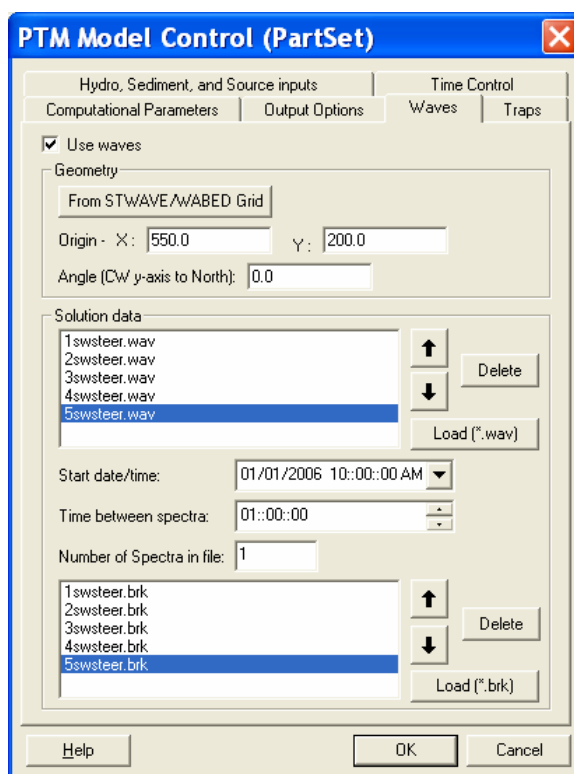 PTM Model Control (PartSet)
Hydro, Sediment, and Source inputs Time Control
Computational Parameters Output Options Waves Traps
Use waves
Geometry
From STWAVE/WABED Grid
Origin - X: 550.0 Y: 200.0
Angle (CW y-axis to North): 0.0
Solution data
1swsteer.wav
2swsteer.wav
3swsteer.wav
4swsteer.wav
5swsteer.wav
Delete
Load (*.wav)
Start date/time: 01/01/2006 10::00::00 AM
Time between spectra: 01::00::00
Number of Spectra in file: 1
1swsteer.brk
2swsteer.brk
3swsteer.brk
4swsteer.brk
5swsteer.brk
Delete
Load (*.brk)
Help OK Cancel